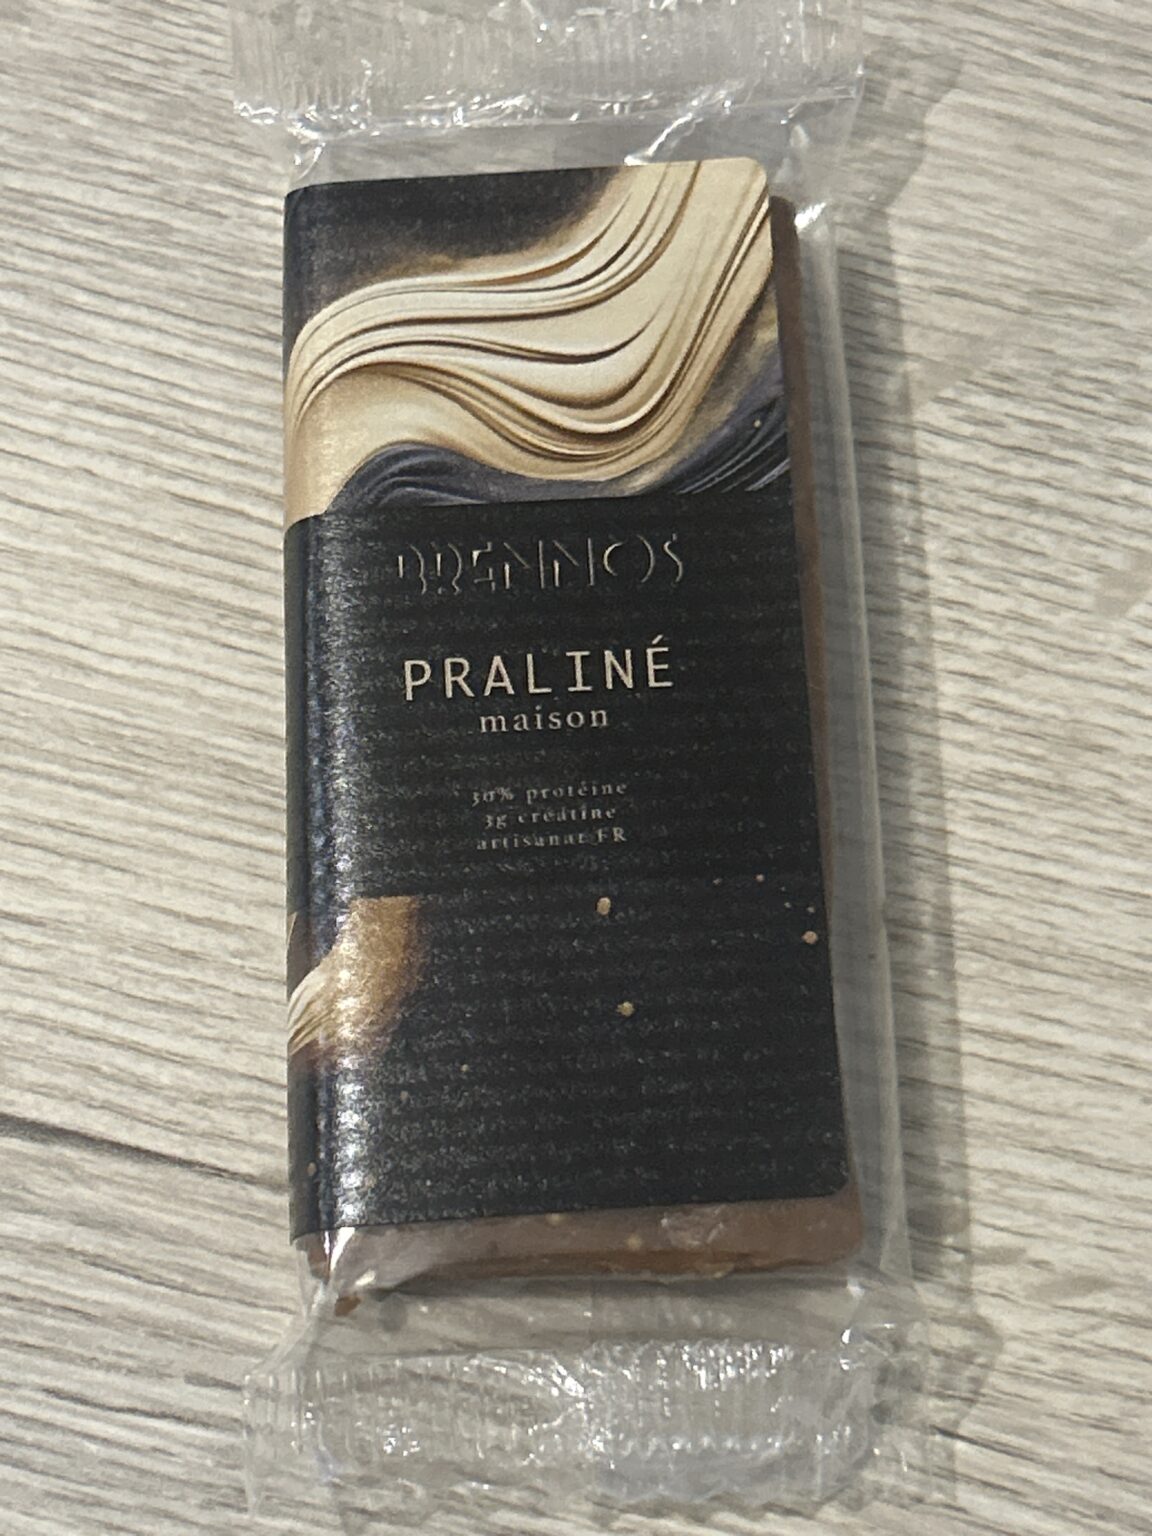 BRENNOS
PRALINÉ
maison
30% protéine
3g créatine
artisanat FR